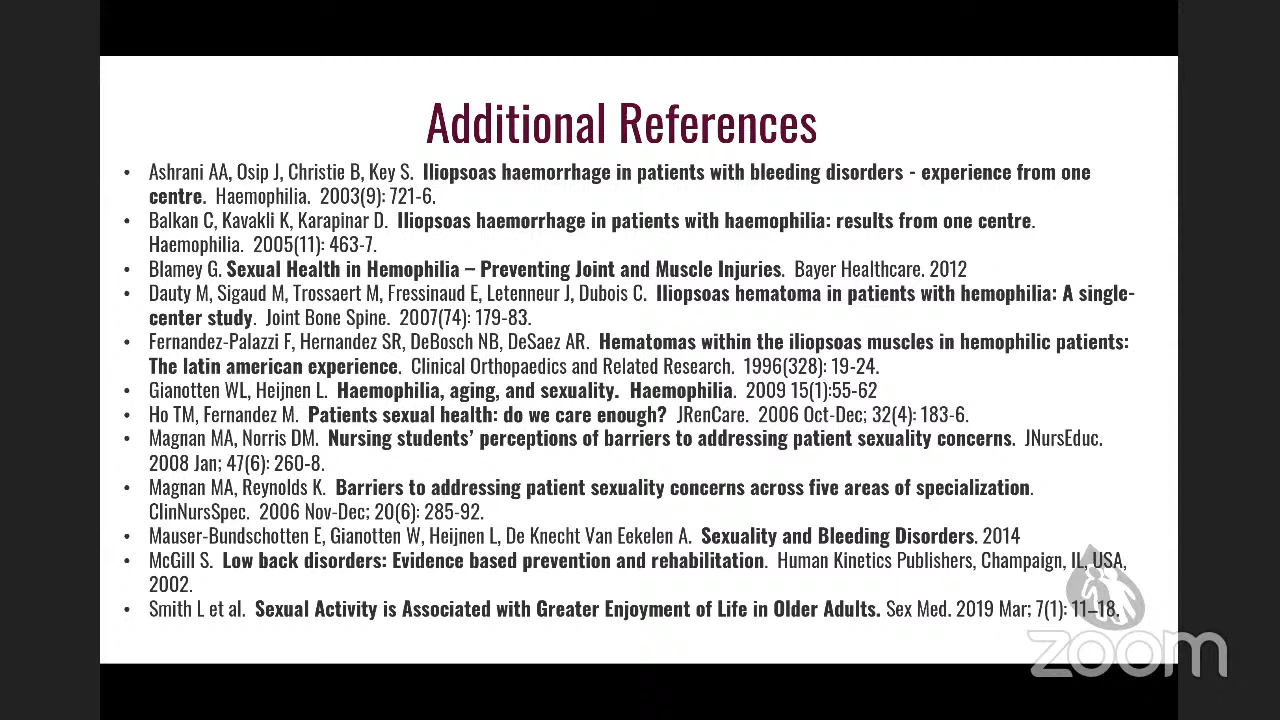 Additional References
• Ashrani AA, Osip J, Christie B, Key S. Iliopsoas haemorrhage in patients with bleeding disorders - experience from one
centre. Haemophilia. 2003(9): 721-6.
• Balkan C, Kavakli K, Karapinar D. Iliopsoas haemorrhage in patients with haemophilia: results from one centre.
Haemophilia. 2005(11): 463-7.
• Blamey G. Sexual Health in Hemophilia – Preventing Joint and Muscle Injuries. Bayer Healthcare. 2012
• Dauty M, Sigaud M, Trossaert M, Fressinaud E, Letenneur J, Dubois C. Iliopsoas hematoma in patients with hemophilia: A single-
center study. Joint Bone Spine. 2007(74): 179-83.
• Fernandez-Palazzi F, Hernandez SR, DeBosch NB, DeSaez AR. Hematomas within the iliopsoas muscles in hemophilic patients:
The latin american experience. Clinical Orthopaedics and Related Research. 1996(328): 19-24.
• Gianotten WL, Heijnen L. Haemophilia, aging, and sexuality. Haemophilia. 2009 15(1):55-62
• Ho TM, Fernandez M. Patients sexual health: do we care enough? JRenCare. 2006 Oct-Dec; 32(4): 183-6.
• Magnan MA, Norris DM. Nursing students’ perceptions of barriers to addressing patient sexuality concerns. JNursEduc.
2008 Jan; 47(6): 260-8.
• Magnan MA, Reynolds K. Barriers to addressing patient sexuality concerns across five areas of specialization.
ClinNursSpec. 2006 Nov-Dec; 20(6): 285-92.
• Mauser-Bundschotten E, Gianotten W, Heijnen L, De Knecht Van Eekelen A. Sexuality and Bleeding Disorders. 2014
• McGill S. Low back disorders: Evidence based prevention and rehabilitation. Human Kinetics Publishers, Champaign, IL, USA,
2002.
• Smith L et al. Sexual Activity is Associated with Greater Enjoyment of Life in Older Adults. Sex Med. 2019 Mar; 7(1): 11–18.
zoom